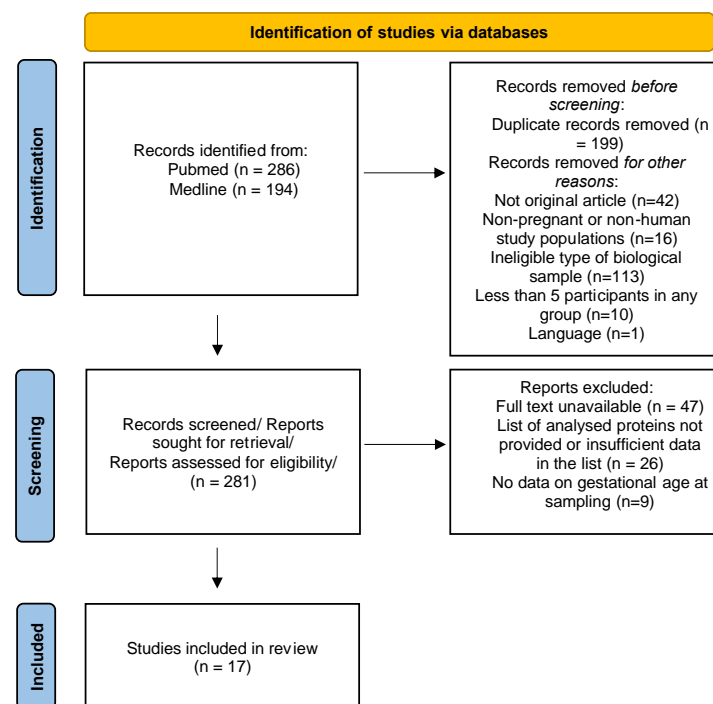 Identification of studies via databases
Identification
Records identified from:
Pubmed (n = 286)
Medline (n = 194)
Records removed before
screening:
Duplicate records removed (n
= 199)
Records removed for other
reasons:
Not original article (n=42)
Non-pregnant or non-human
study populations (n=16)
Ineligible type of biological
sample (n=113)
Less than 5 participants in any
group (n=10)
Language (n=1)
Screening
Records screened/ Reports
sought for retrieval/
Reports assessed for eligibility/
(n = 281)
Reports excluded:
Full text unavailable (n = 47)
List of analysed proteins not
provided or insufficient data
in the list (n = 26)
No data on gestational age at
sampling (n=9)
Included
Studies included in review
(n = 17)